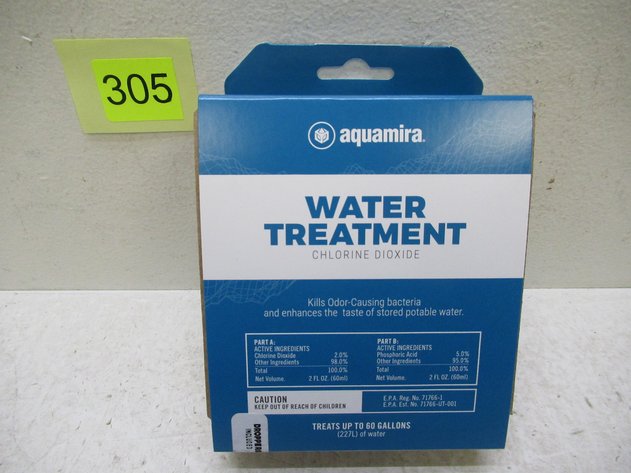 305
aquamira
WATER
TREATMENT
CHLORINE DIOXIDE
Kills Odor-Causing bacteria
and enhances the taste of stored potable water.
PART A:
ACTIVE INGREDIENTS
Chlorine Dioxide 2.0%
Other Ingredients 98.0%
Total 100.0%
Net Volume 2 FL OZ. (60ml)
PART B:
ACTIVE INGREDIENTS
Phosphoric Acid 5.0%
Other Ingredients 95.0%
Total 100.0%
Net Volume. 2 FL OZ. (60ml)
CAUTION
KEEP OUT OF REACH OF CHILDREN
E.P.A. Reg. No. 71766-1
E.P.A. Est. No. 71766-UT-001
TREATS UP TO 60 GALLONS
(227L) of water